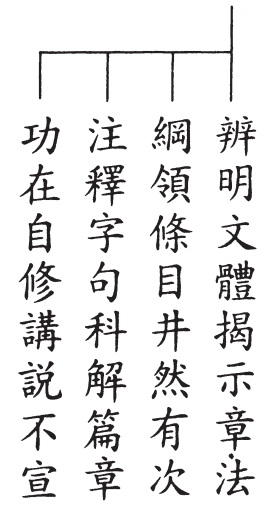 辨明文體揭示章法
綱領條目井然有次
注釋字句科解篇章
功在自修講説不宣